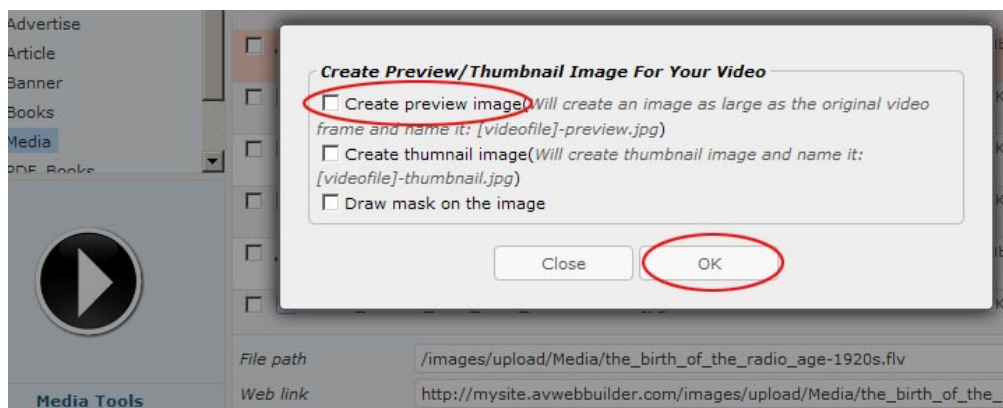 Advertise
Article
Banner
Books
Media
PDF Books
Create Preview/Thumbnail Image For Your Video
Create preview image(Will create an image as large as the original video
frame and name it: [videofile]-preview.jpg)
Create thumnail image(Will create thumbnail image and name it:
[videofile]-thumbnail.jpg)
Draw mask on the image
Close
OK
File path
/images/upload/Media/the_birth_of_the_radio_age-1920s.flv
Web link
http://mysite.avwebbuilder.com/images/upload/Media/the_birth_of_the_
Media Tools